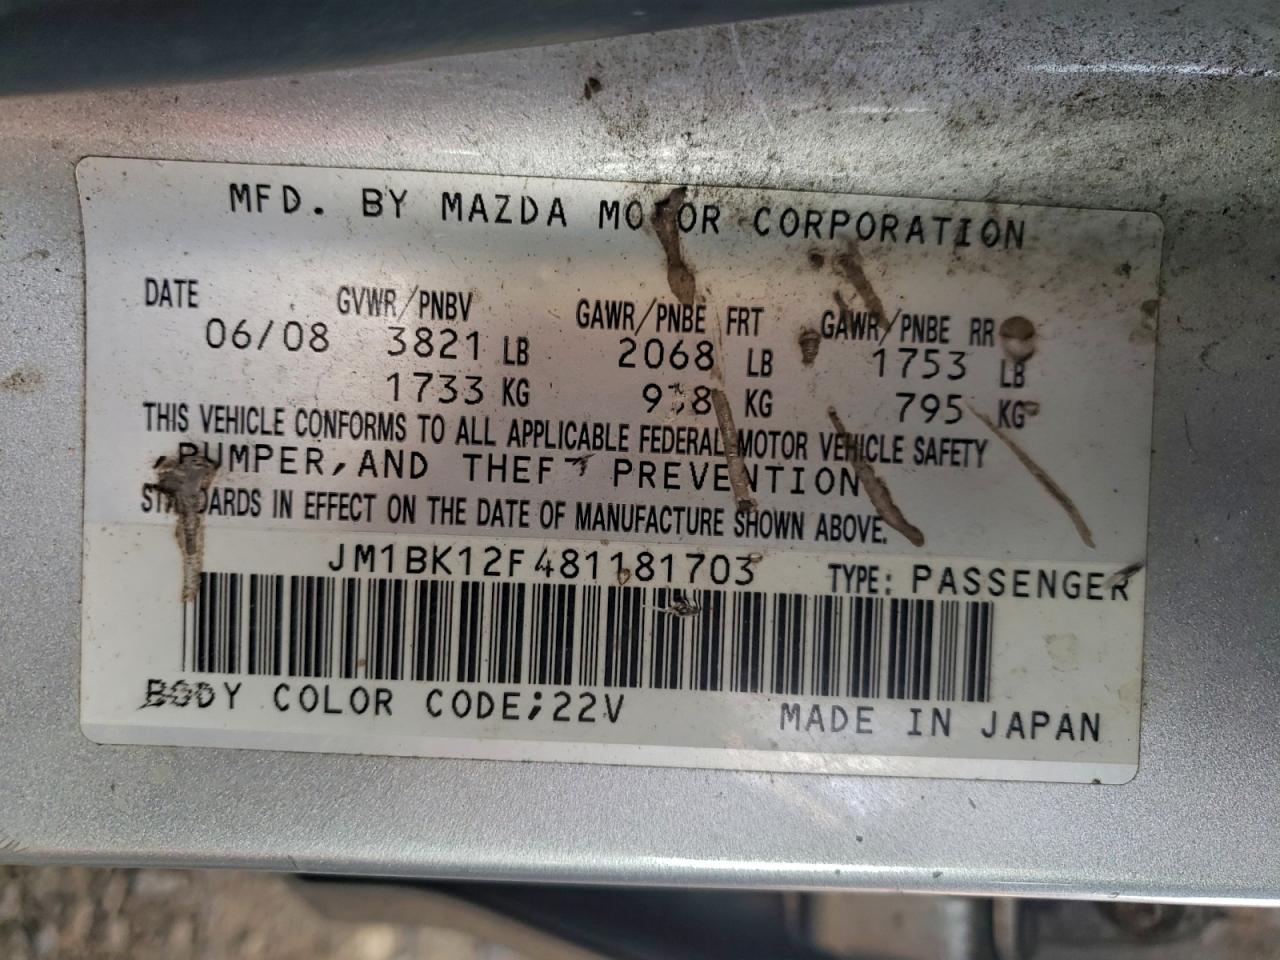 MFD. BY MAZDA MOTOR CORPORATION
DATE GVWR/PNBV GAWR/PNBE FRT GAWR/PNBE RR
06/08 3821 LB 2068 LB 1753 LB
1733 KG 938 KG 795 KG
THIS VEHICLE CONFORMS TO ALL APPLICABLE FEDERAL MOTOR VEHICLE SAFETY
,BUMPER,AND THEFT PREVENTION
STANDARDS IN EFFECT ON THE DATE OF MANUFACTURE SHOWN ABOVE.
JM1BK12F481181703 TYPE: PASSENGER
BODY COLOR CODE;22V MADE IN JAPAN